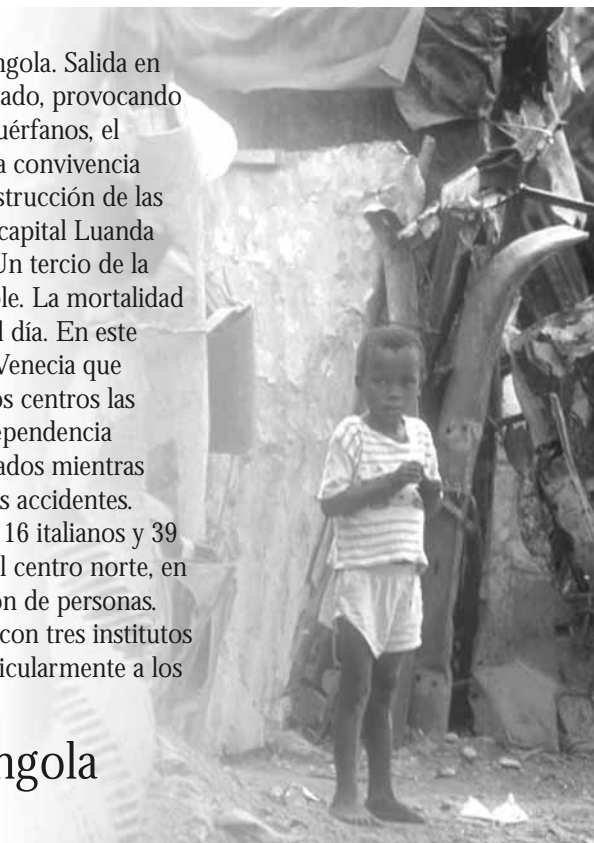 ngola. Salida en
ado, provocando
uérfanos, el
a convivencia
strucción de las
capital Luanda
Un tercio de la
le. La mortalidad
l día. En este
Venecia que
os centros las
ependencia
ados mientras
s accidentes.
16 italianos y 39
l centro norte, en
ón de personas.
con tres institutos
icularmente a los
ngola